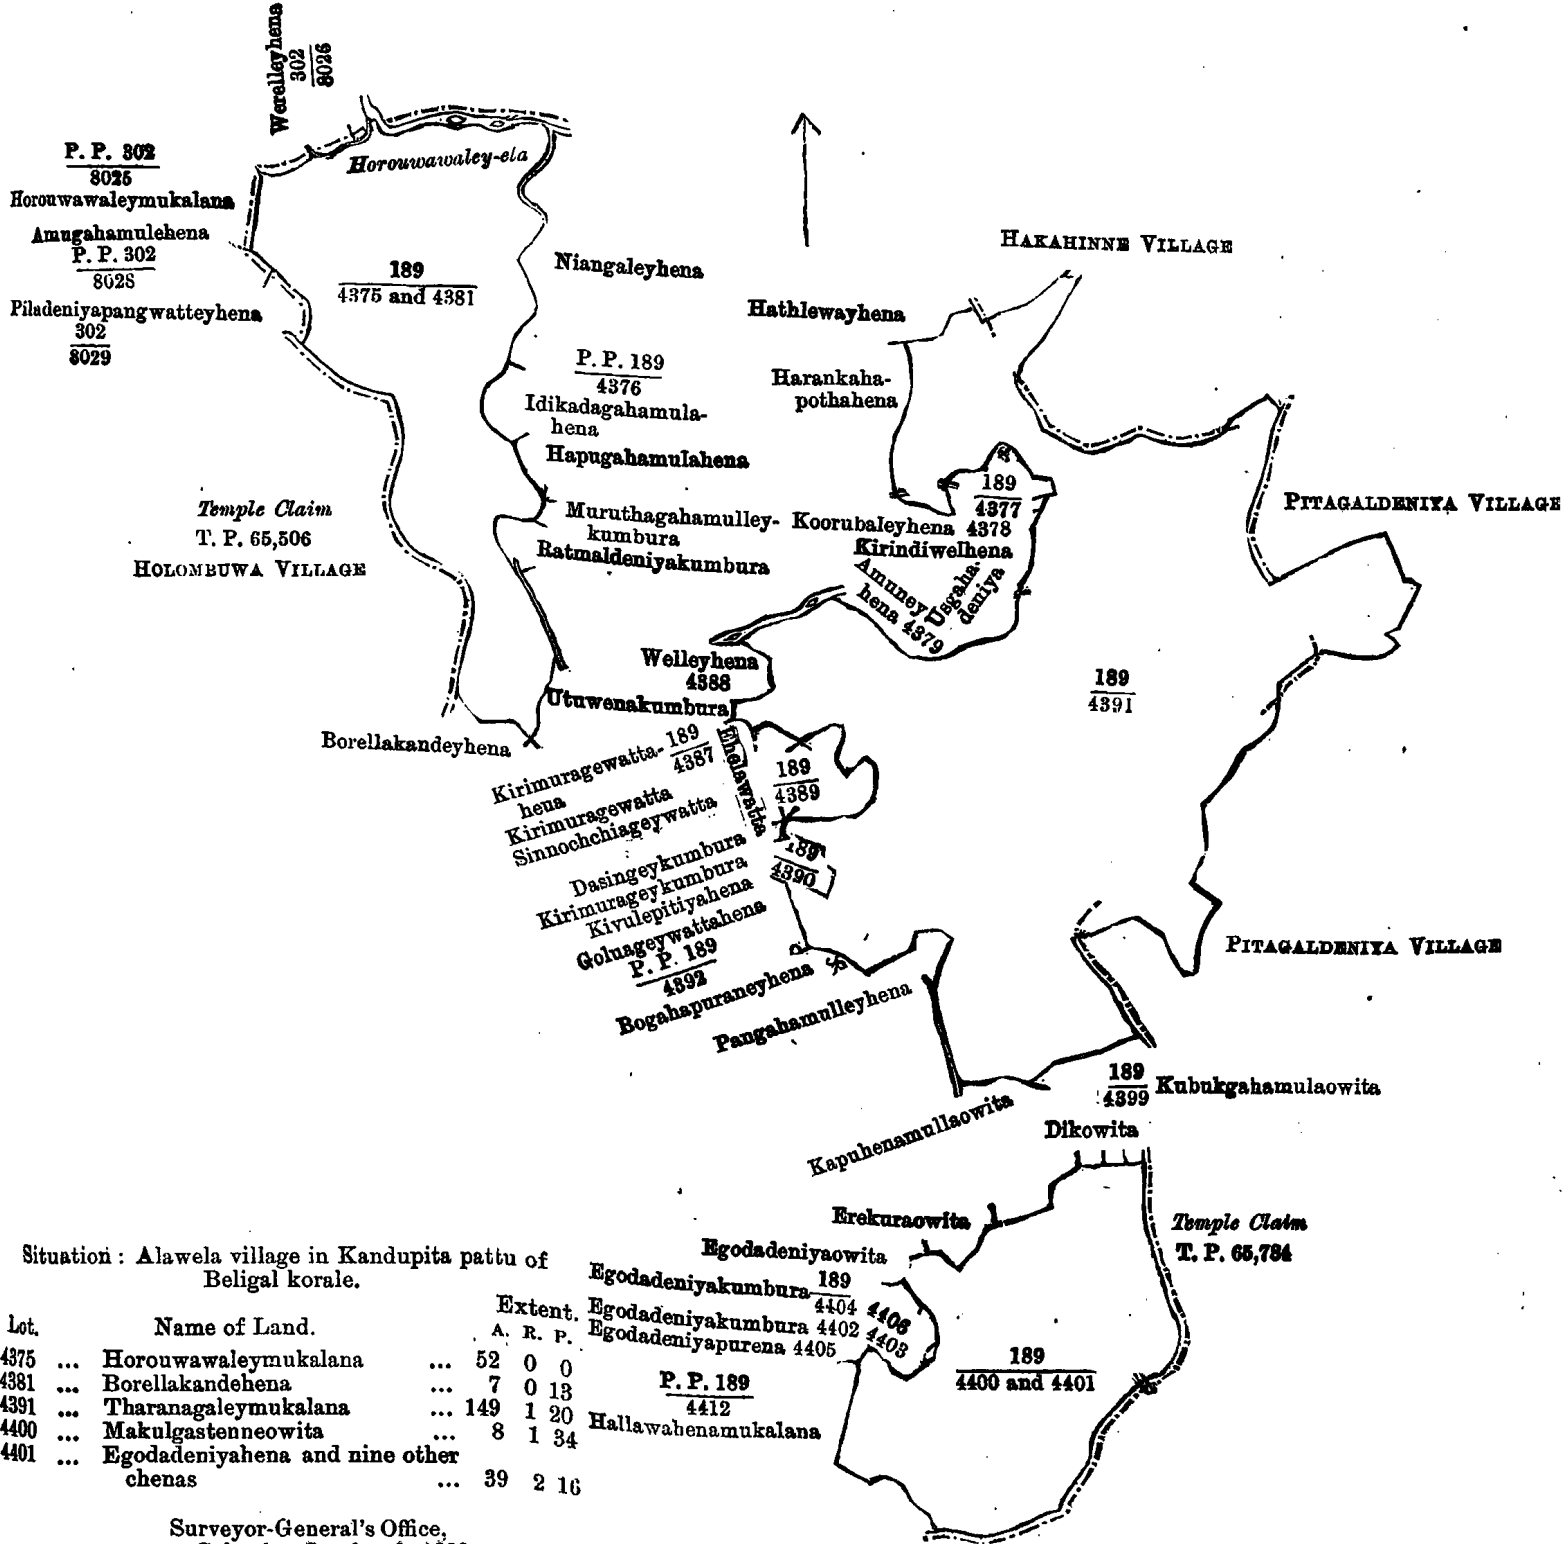 Werelleyhena
302
8026
P. P. 302
8025
Horouwawaleymukalana
Amugahamulehena
P. P. 302
8028
Piladeniyapangwatteyhena
302
8029
Horouwawaley-ela
189
4375 and 4381
Niangaleyhena
P. P. 189
4376
Idikadagahamula-
hena
Hapugahamulahena
Muruthagahamulley-
kumbura
Ratmaldeniyakumbura
Temple Claim
T. P. 65,506
HOLOMBUWA VILLAGE
Borellakandeyhena
HAKAHINNE VILLAGE
Hathlewayhena
Harankaha-
pothahena
189
4377
Koorubaleyhena 4378
Kirindiwelhena
Amuney
hena 4379
Usgaha-
deniya
PITAGALDENIYA VILLAGE
Welleyhena
4388
Utuwenakumbura
189
4391
Kirimuragewatta-
hena
189
4387
Kirimuragewatta
Sinnochchiageywatta
Ehelawatta
189
4389
189
4390
Dasingeykumbura
Kirimurageykumbura
Kivulepitiyahena
Goluageywattahena
P. P. 189
4392
Bogahapuraneyhena
Pangahamulleyhena
PITAGALDENIYA VILLAGE
Kapuhenamullaowita
189
4399
Kubukgahamulaowita
Dikowita
Erekuraowita
Egodadeniyaowita
Temple Claim
T. P. 65,784
Egodadeniyakumbura
189
4404
4406
Egodadeniyakumbura 4402
4403
Egodadeniyapurena 4405
189
4400 and 4401
P. P. 189
4412
Hallawahenamukalana
Situation : Alawela village in Kandupita pattu of
Beligal korale.
Lot. Name of Land. Extent.
A. R. P.
4375 ... Horouwawaleymukalana ... 52 0 0
4381 ... Borellakandehena ... 7 0 13
4391 ... Tharanagaleymukalana ... 149 1 20
4400 ... Makulgastenneowita ... 8 1 34
4401 ... Egodadeniyahena and nine other
chenas ... 39 2 16
Surveyor-General's Office,